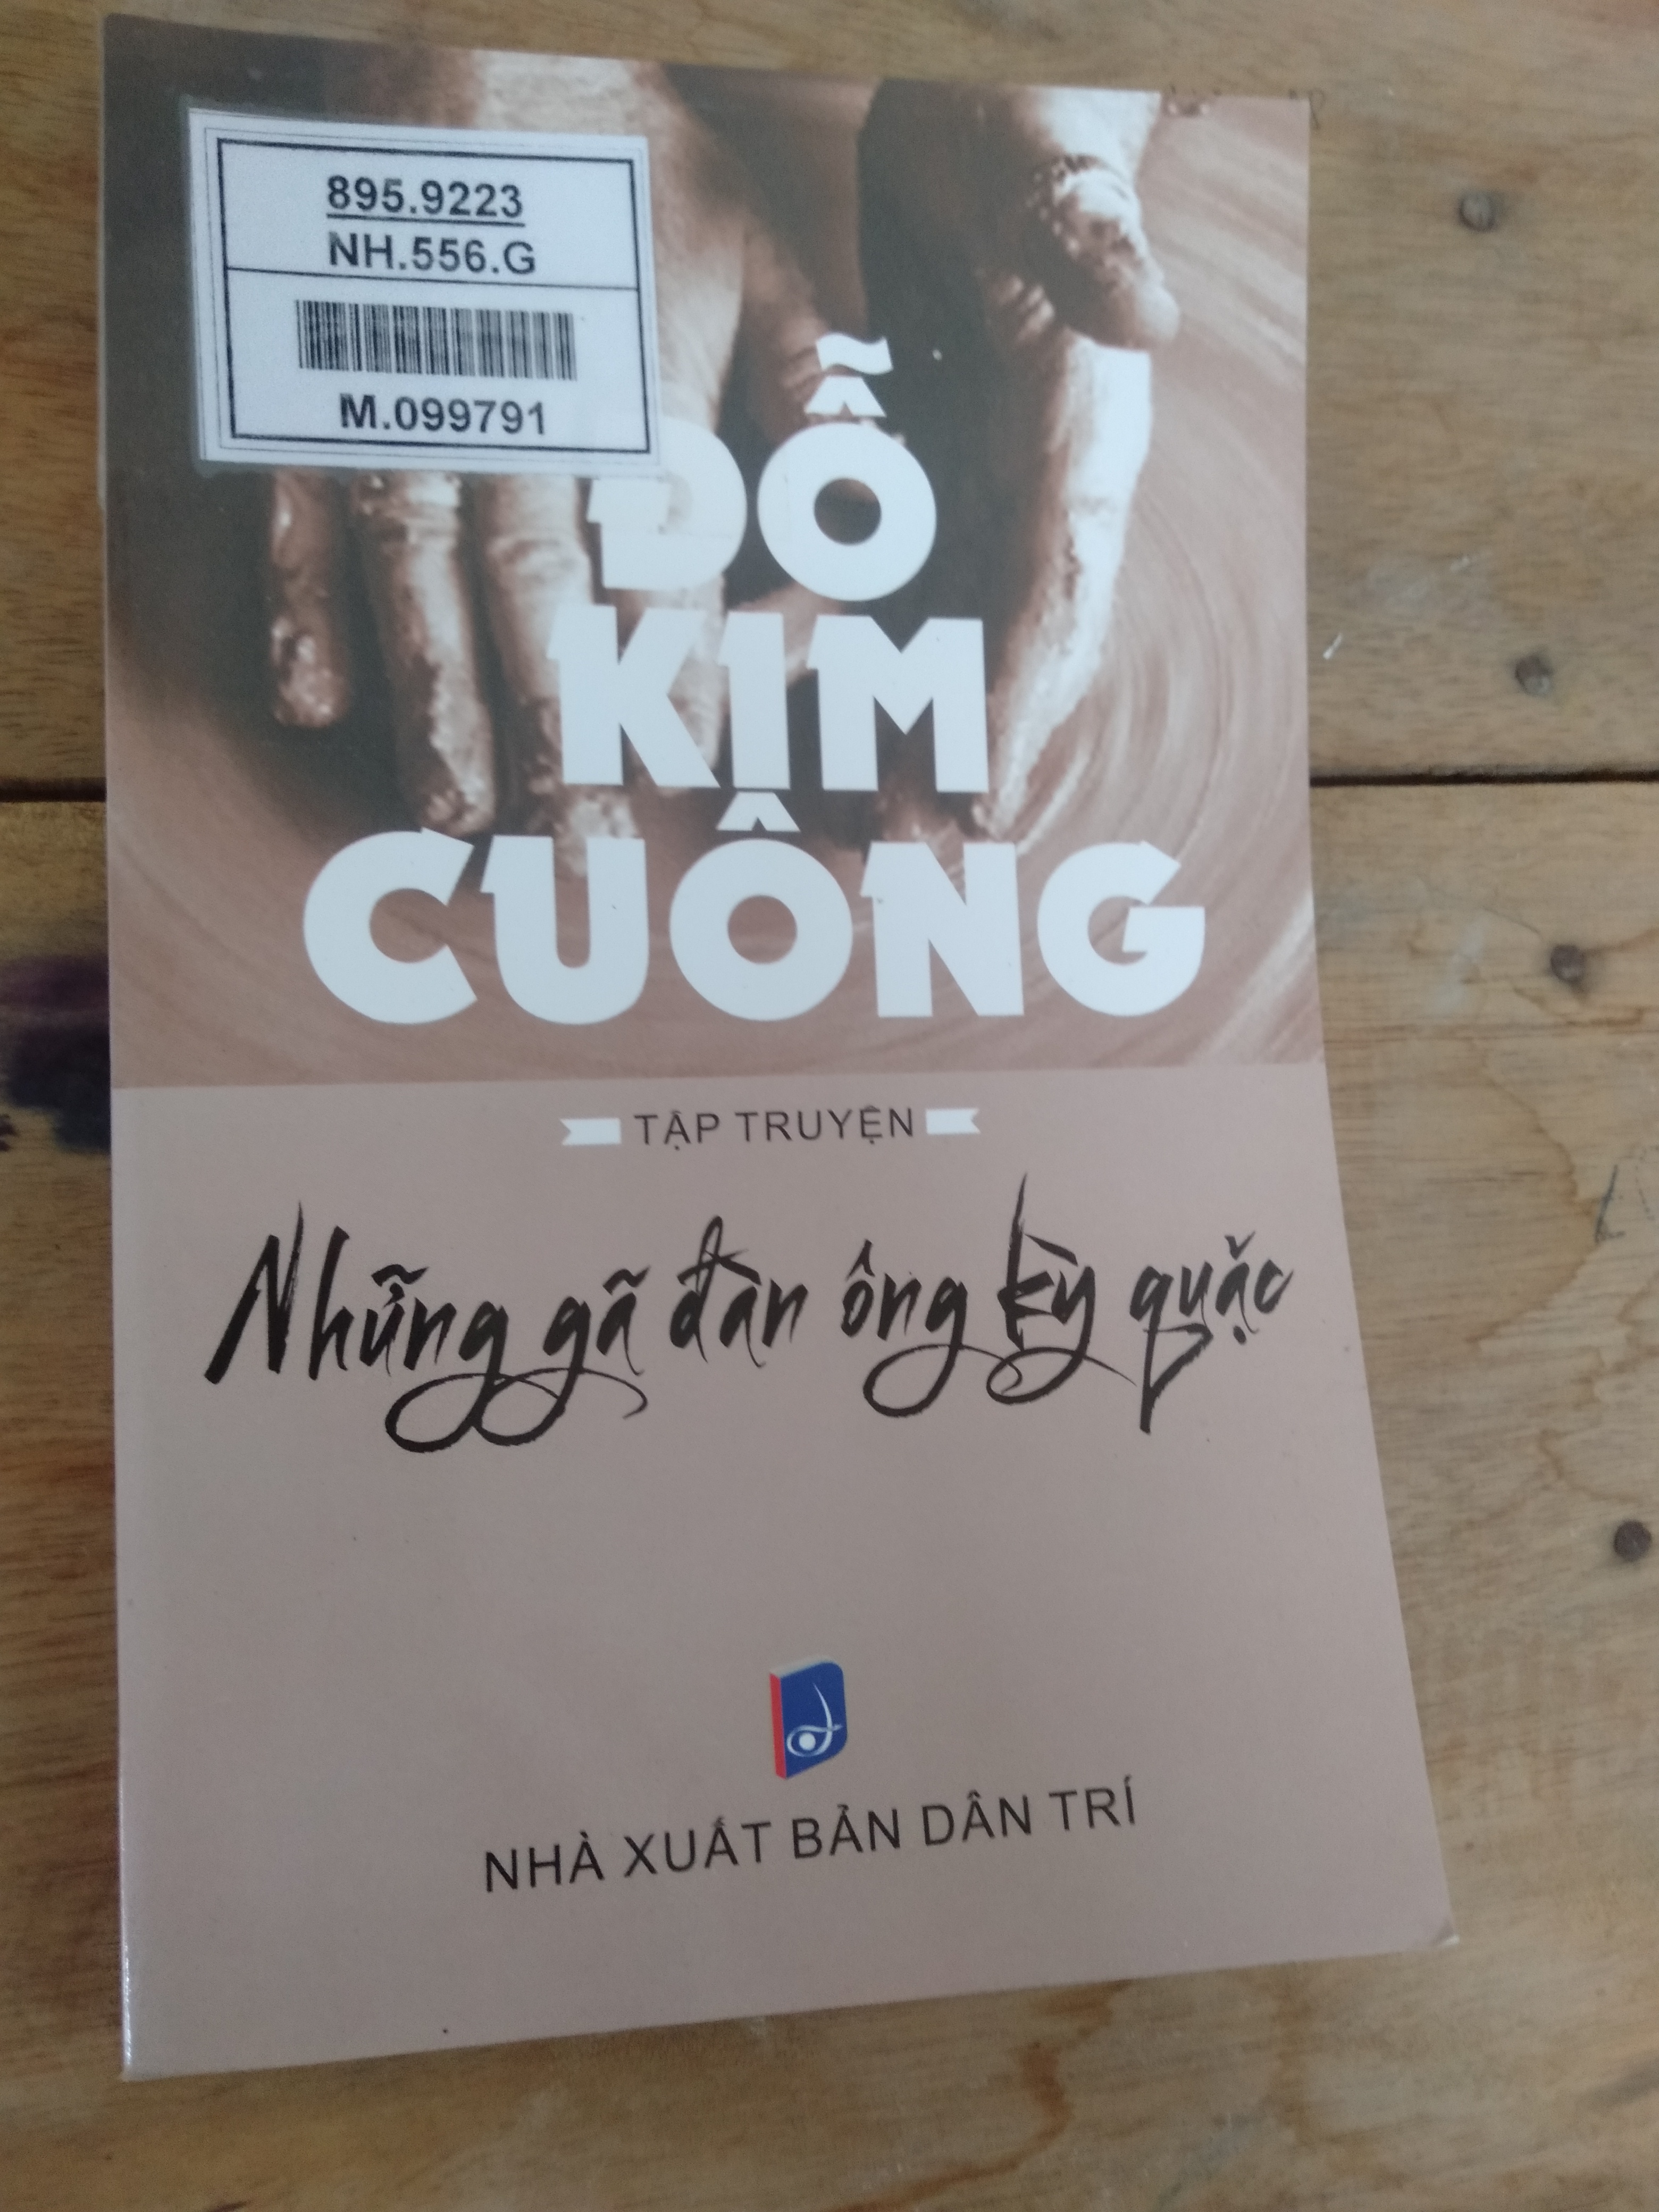 895.9223
NH.556.G
M.099791
ĐỖ
KIM
CUÔNG
TẬP TRUYỆN
Những gã đàn ông kỳ quặc
NHÀ XUẤT BẢN DÂN TRÍ